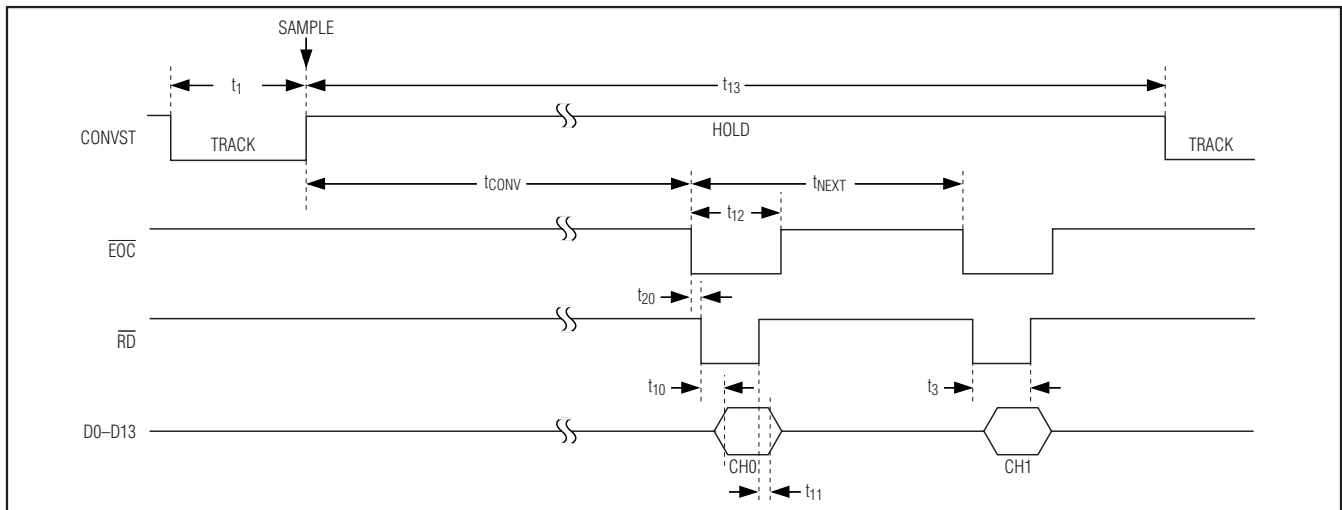 SAMPLE
t1
t13
CONVST
TRACK
HOLD
TRACK
tCONV
tNEXT
t12
EOC
t20
RD
t10
t3
D0–D13
CH0
CH1
t11